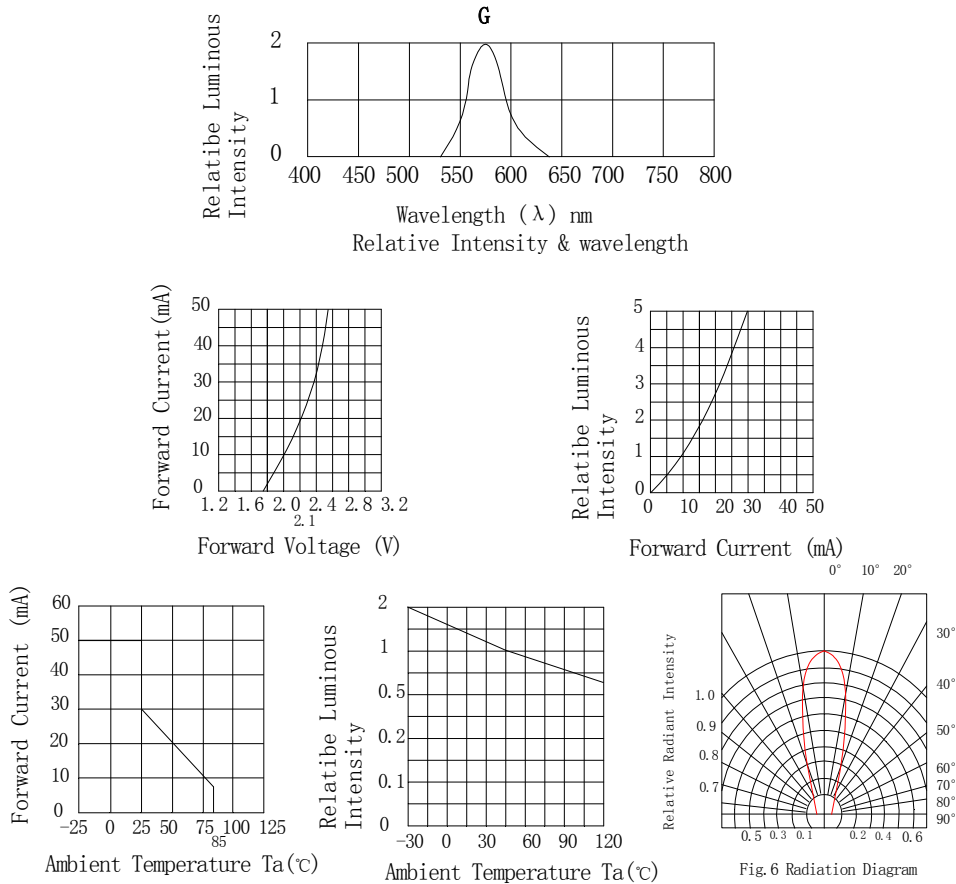 G
Relatibe Luminous
Intensity
2
1
0
400 450 500 550 600 650 700 750 800
Wavelength (λ) nm
Relative Intensity & wavelength
Forward Current(mA)
50
40
30
20
10
0
1.2 1.6 2.0 2.4 2.8 3.2
2.1
Forward Voltage (V)
Relatibe Luminous
Intensity
5
4
3
2
1
0
0 10 20 30 40 50
Forward Current (mA)
Forward Current (mA)
60
50
40
30
20
10
0
-25 0 25 50 75 100 125
85
Ambient Temperature Ta(℃)
Relatibe Luminous
Intensity
2
1
0.5
0.2
0.1
0
-30 0 30 60 90 120
Ambient Temperature Ta(℃)
0° 10° 20°
30°
40°
50°
60°
70°
80°
90°
Relative Radiant Intensity
1.0
0.9
0.8
0.7
0.5 0.3 0.1 0.2 0.4 0.6
Fig.6 Radiation Diagram